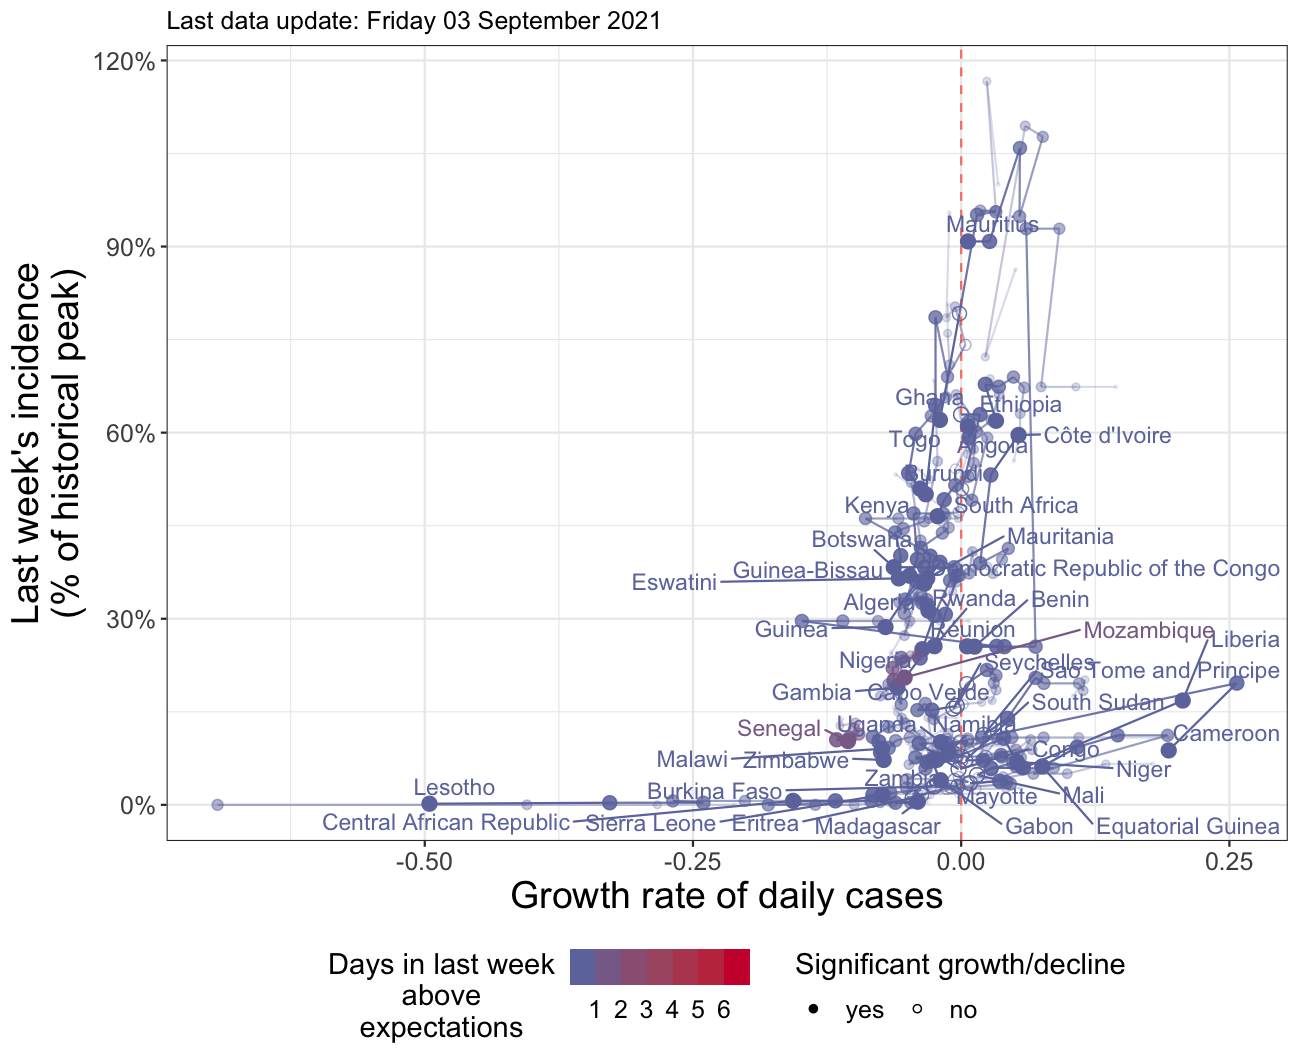 Last data update: Friday 03 September 2021
Last week's incidence
(% of historical peak)
120%
90%
60%
30%
0%
Mauritius
Ghana
Ethiopia
Togo
Côte d'Ivoire
Angola
Burundi
Kenya
South Africa
Botswana
Mauritania
Guinea-Bissau
Democratic Republic of the Congo
Eswatini
Algeria
Rwanda
Benin
Guinea
Réunion
Mozambique
Liberia
Nigeria
Seychelles
Sao Tome and Principe
Gambia
Cabo Verde
South Sudan
Senegal
Uganda
Namibia
Cameroon
Malawi
Zimbabwe
Congo
Niger
Lesotho
Burkina Faso
Zambia
Mayotte
Mali
Central African Republic
Sierra Leone
Eritrea
Madagascar
Gabon
Equatorial Guinea
-0.50
-0.25
0.00
0.25
Growth rate of daily cases
Days in last week
above
expectations
1 2 3 4 5 6
Significant growth/decline
yes
no